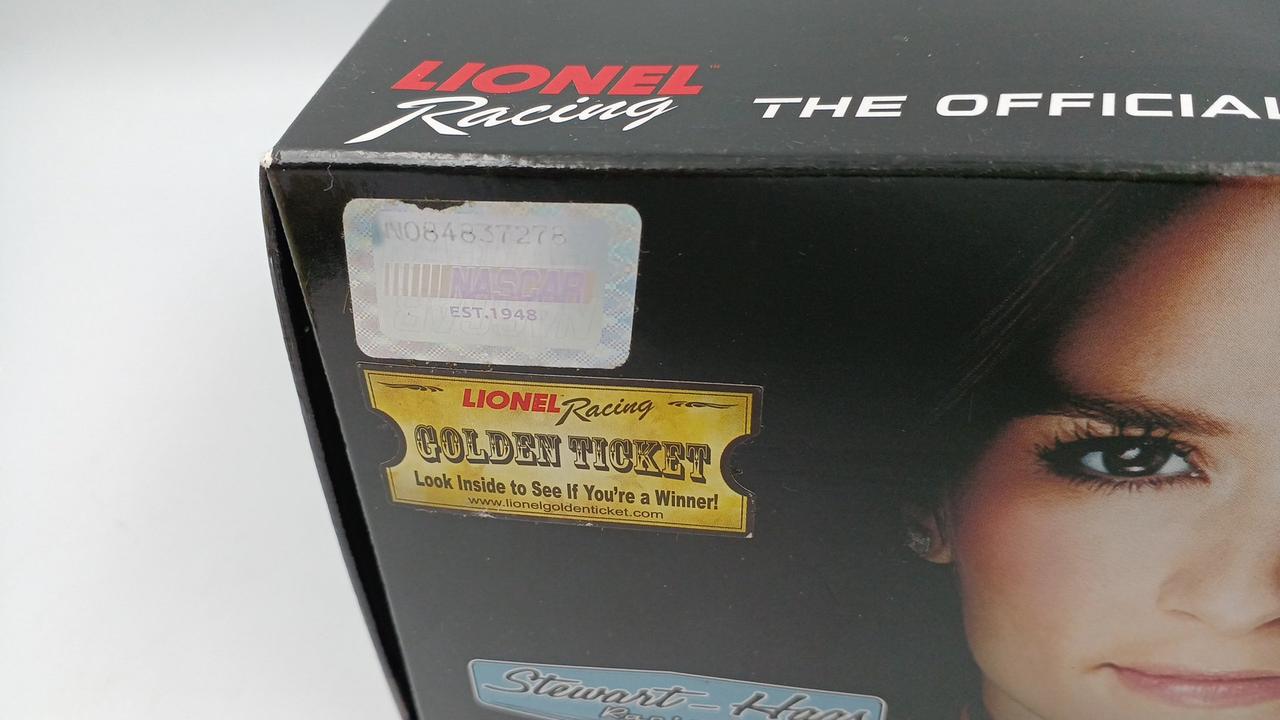 LIONEL™
Racing
THE OFFICIAL
N084837278
NASCAR
EST.1948
LIONEL Racing
GOLDEN TICKET
Look Inside to See If You're a Winner!
www.lionelgoldenticket.com
Stewart-Haas